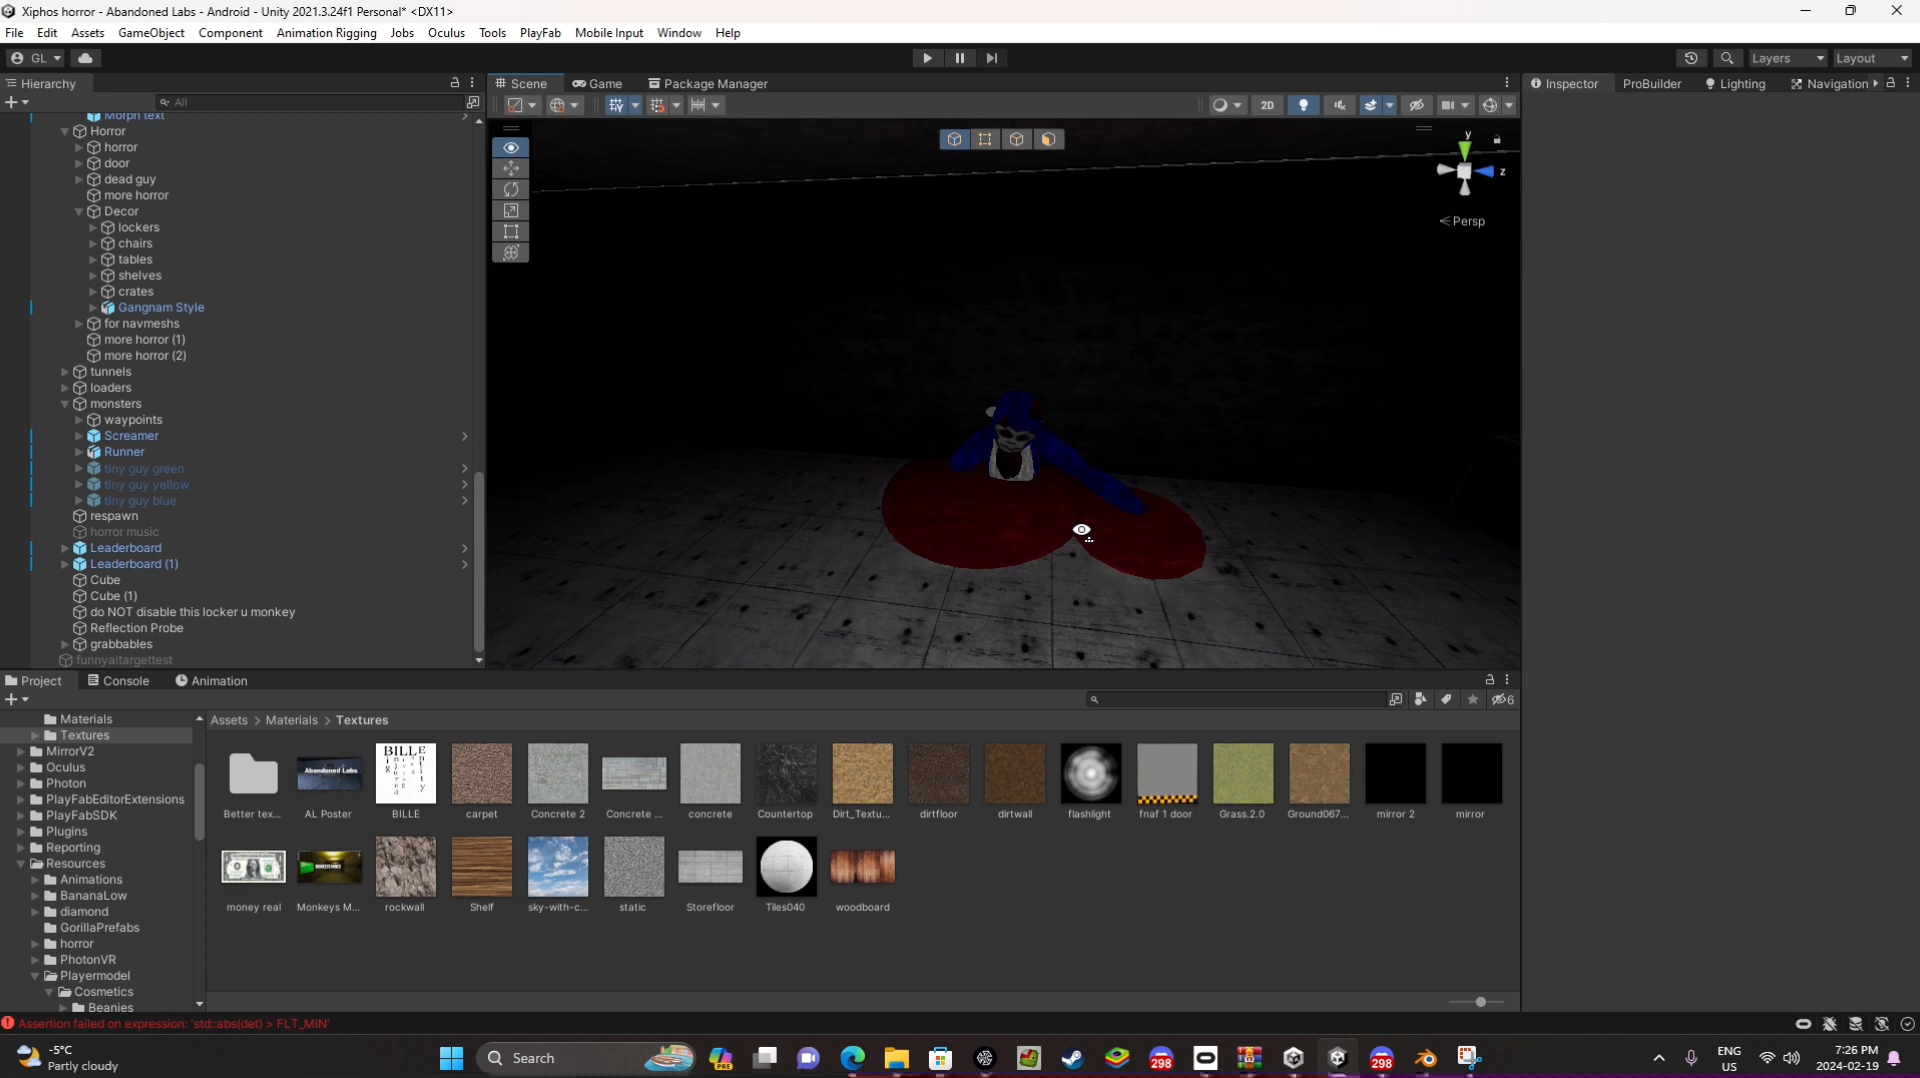 Xiphos horror - Abandoned Labs - Android - Unity 2021.3.24f1 Personal* <DX11>
File Edit Assets GameObject Component Animation Rigging Jobs Oculus Tools PlayFab Mobile Input Window Help
GL Layers Layout
Hierarchy
All
Morph text
Horror
horror
door
dead guy
more horror
Decor
lockers
chairs
tables
shelves
crates
Gangnam Style
for navmeshs
more horror (1)
more horror (2)
tunnels
loaders
monsters
waypoints
Screamer
Runner
tiny guy green
tiny guy yellow
tiny guy blue
respawn
horror music
Leaderboard
Leaderboard (1)
Cube
Cube (1)
do NOT disable this locker u monkey
Reflection Probe
grabbables
funnyaitargettest
Scene Game Package Manager
2D
y
z
Persp
Inspector ProBuilder Lighting Navigation
Project Console Animation
6
Materials
Textures
MirrorV2
Oculus
Photon
PlayFabEditorExtensions
PlayFabSDK
Plugins
Reporting
Resources
Animations
BananaLow
diamond
GorillaPrefabs
horror
PhotonVR
Playermodel
Cosmetics
Beanies
Assets > Materials > Textures
Abandoned Labs
BILLE
Better tex... AL Poster BILLE carpet Concrete 2 Concrete ... concrete Countertop Dirt_Textu... dirtfloor dirtwall flashlight fnaf 1 door Grass.2.0 Ground067... mirror 2 mirror
money real Monkeys M... rockwall Shelf sky-with-c... static Storefloor Tiles040 woodboard
Assertion failed on expression: 'std::abs(det) > FLT_MIN'
-5°C
Partly cloudy
Search
PRE
298
298
ENG
US
7:26 PM
2024-02-19